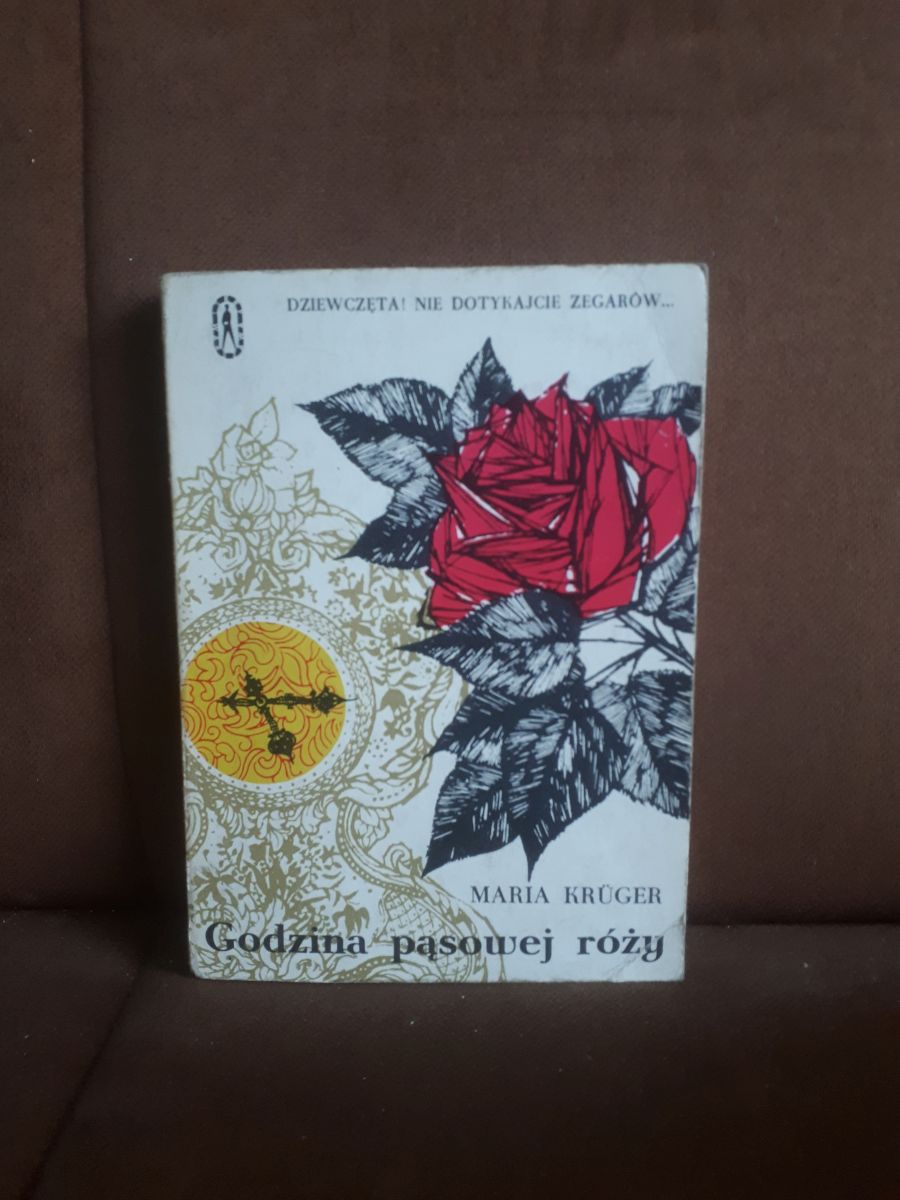 DZIEWCZĘTA! NIE DOTYKAJCIE ZEGARÓW...
MARIA KRÜGER
Godzina pąsowej róży